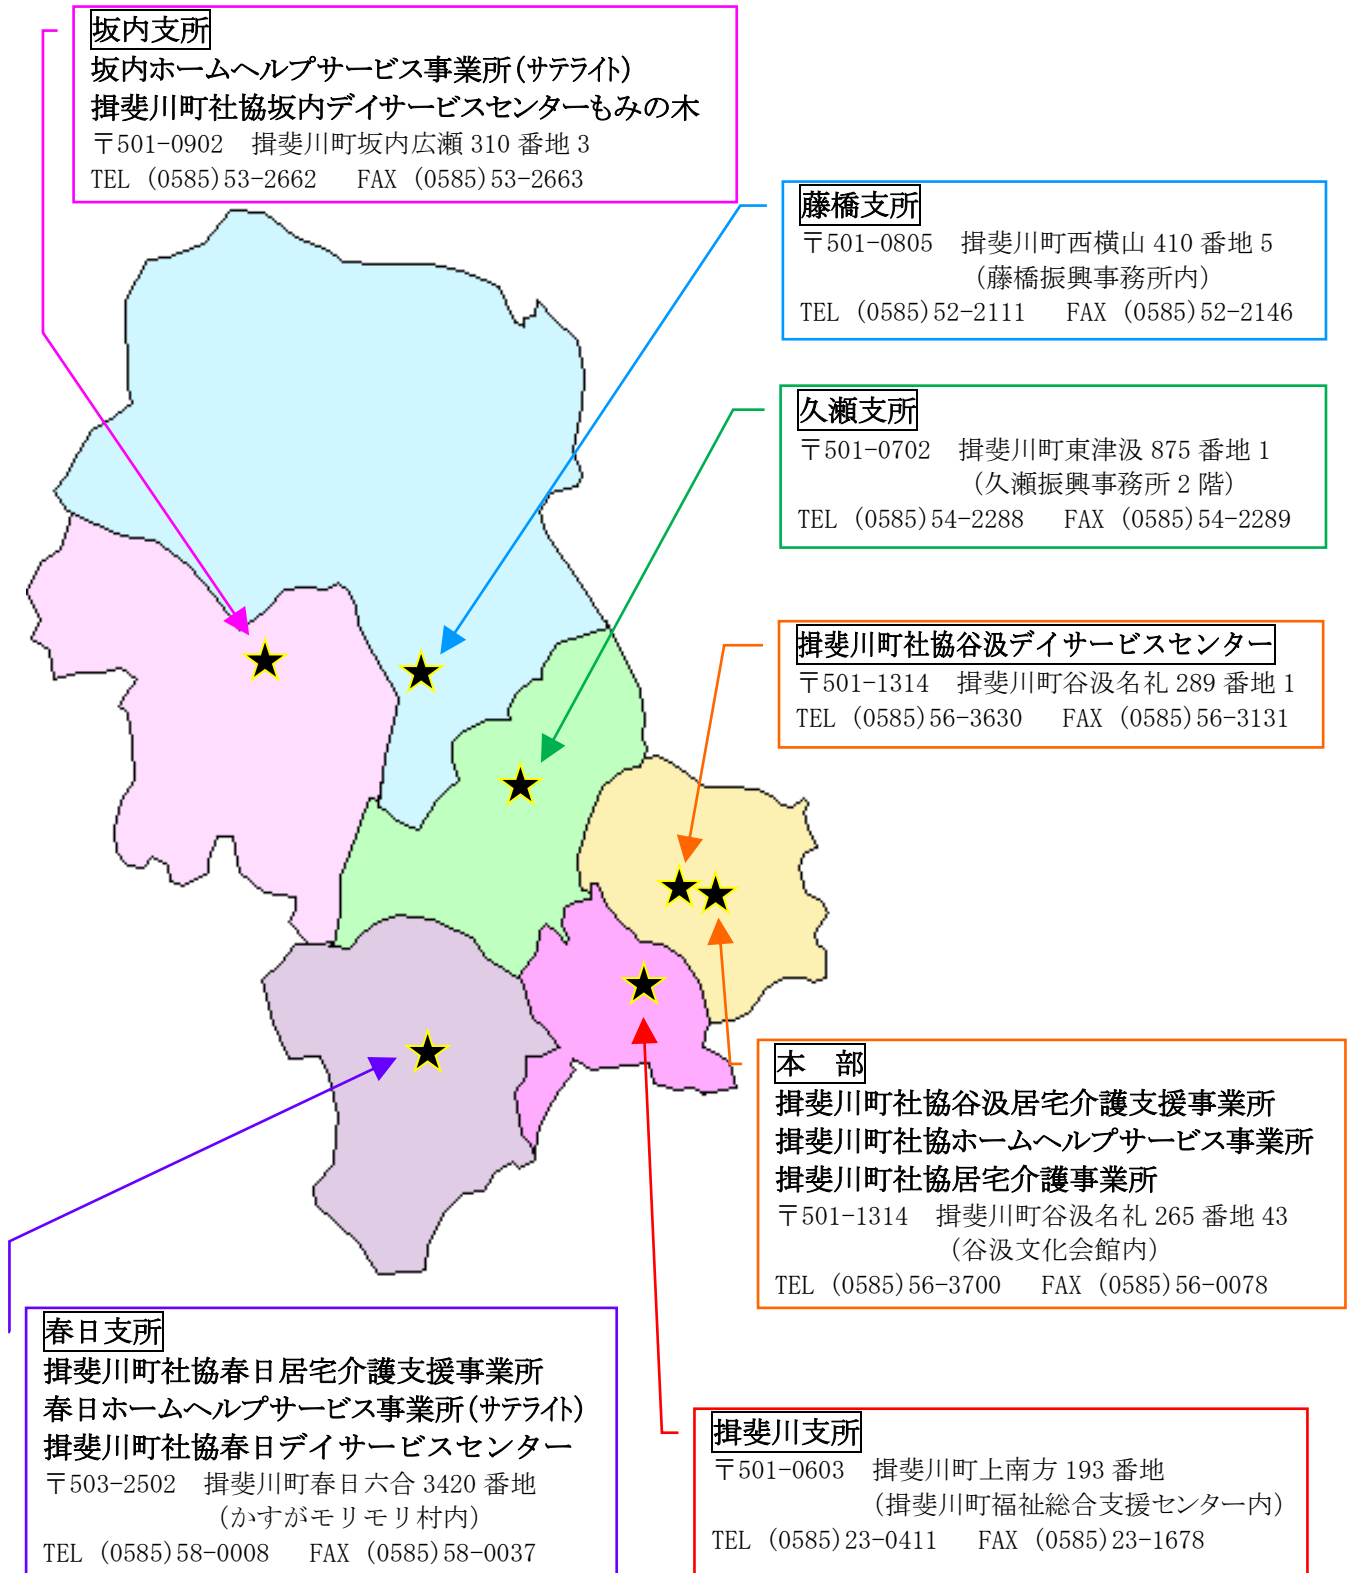 坂内支所
坂内ホームヘルプサービス事業所(サテライト)
揖斐川町社協坂内デイサービスセンターもみの木
〒501-0902　揖斐川町坂内広瀬 310 番地 3
TEL (0585)53-2662　FAX (0585)53-2663
藤橋支所
〒501-0805　揖斐川町西横山 410 番地 5
(藤橋振興事務所内)
TEL (0585)52-2111　FAX (0585)52-2146
久瀬支所
〒501-0702　揖斐川町東津汲 875 番地 1
(久瀬振興事務所 2 階)
TEL (0585)54-2288　FAX (0585)54-2289
揖斐川町社協谷汲デイサービスセンター
〒501-1314　揖斐川町谷汲名礼 289 番地 1
TEL (0585)56-3630　FAX (0585)56-3131
本　部
揖斐川町社協谷汲居宅介護支援事業所
揖斐川町社協ホームヘルプサービス事業所
揖斐川町社協居宅介護事業所
〒501-1314　揖斐川町谷汲名礼 265 番地 43
(谷汲文化会館内)
TEL (0585)56-3700　FAX (0585)56-0078
春日支所
揖斐川町社協春日居宅介護支援事業所
春日ホームヘルプサービス事業所(サテライト)
揖斐川町社協春日デイサービスセンター
〒503-2502　揖斐川町春日六合 3420 番地
(かすがモリモリ村内)
TEL (0585)58-0008　FAX (0585)58-0037
揖斐川支所
〒501-0603　揖斐川町上南方 193 番地
(揖斐川町福祉総合支援センター内)
TEL (0585)23-0411　FAX (0585)23-1678